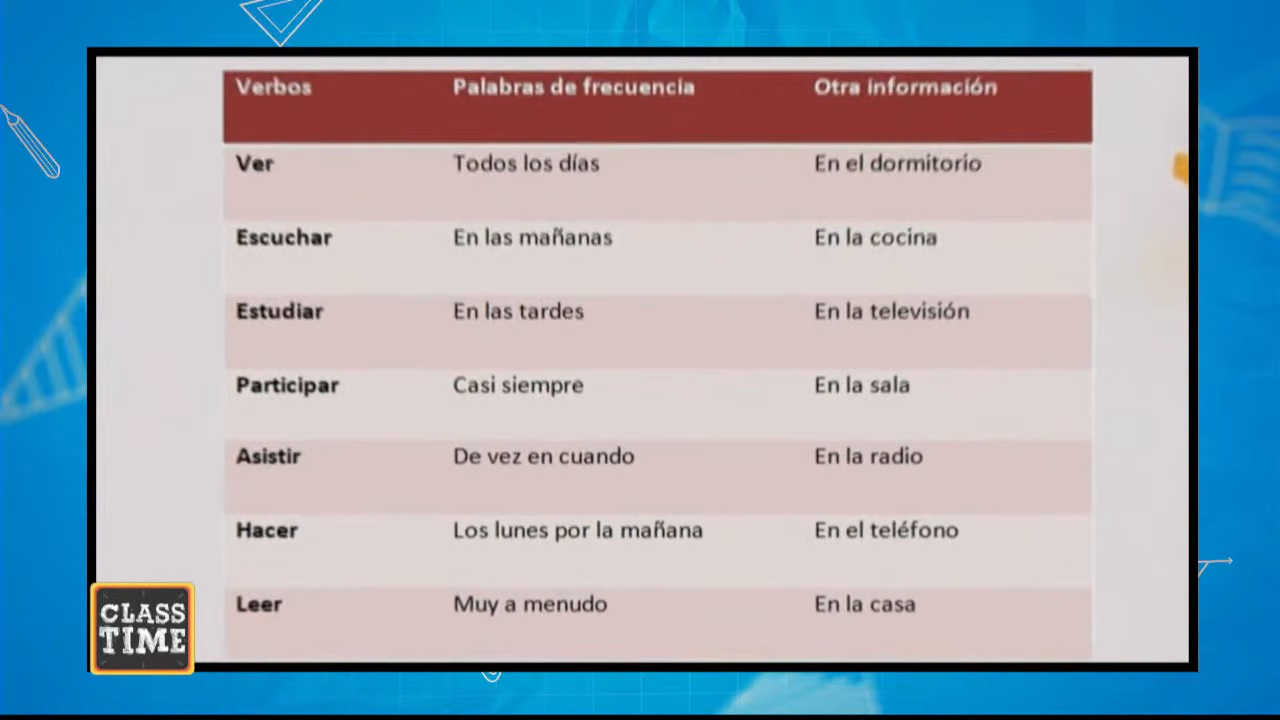 Verbos Palabras de frecuencia Otra información
Ver Todos los días En el dormitorio
Escuchar En las mañanas En la cocina
Estudiar En las tardes En la televisión
Participar Casi siempre En la sala
Asistir De vez en cuando En la radio
Hacer Los lunes por la mañana En el teléfono
Leer Muy a menudo En la casa
CLASS
TIME